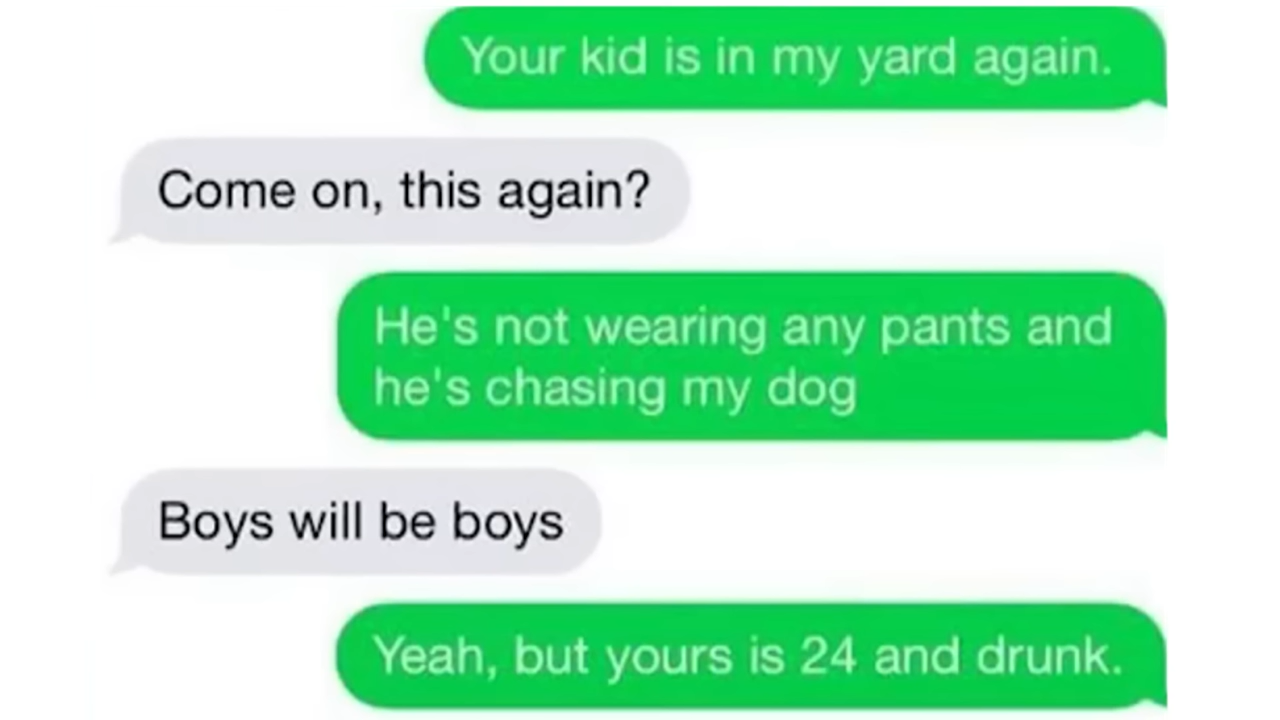 Your kid is in my yard again.
Come on, this again?
He's not wearing any pants and
he's chasing my dog
Boys will be boys
Yeah, but yours is 24 and drunk.